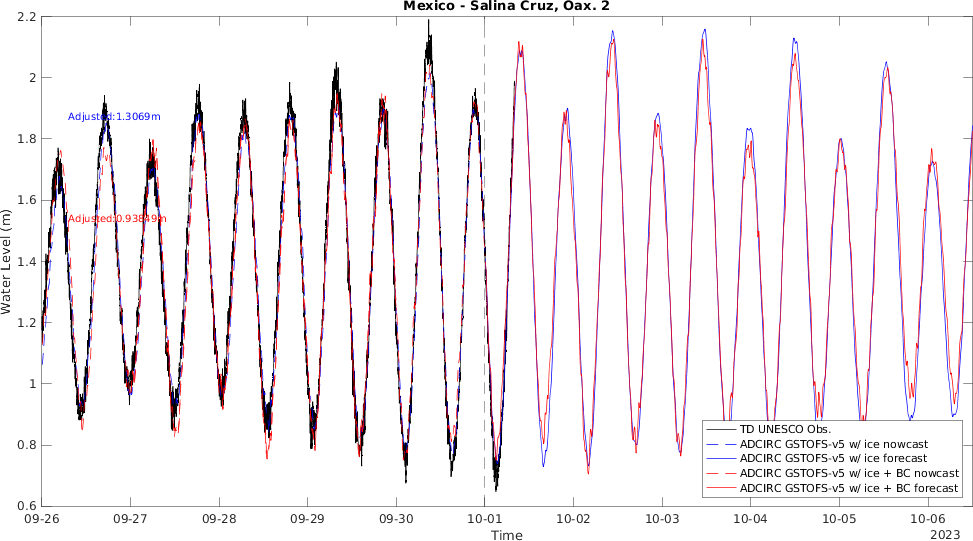 Mexico - Salina Cruz, Oax. 2
2.2
2
1.8
1.6
1.4
1.2
1
0.8
0.6
Water Level (m)
Adjusted:1.3069m
Adjusted:0.93849m
TD UNESCO Obs.
ADCIRC GSTOFS-v5 w/ ice nowcast
ADCIRC GSTOFS-v5 w/ ice forecast
ADCIRC GSTOFS-v5 w/ ice + BC nowcast
ADCIRC GSTOFS-v5 w/ ice + BC forecast
09-26 09-27 09-28 09-29 09-30 10-01 10-02 10-03 10-04 10-05 10-06
Time
2023